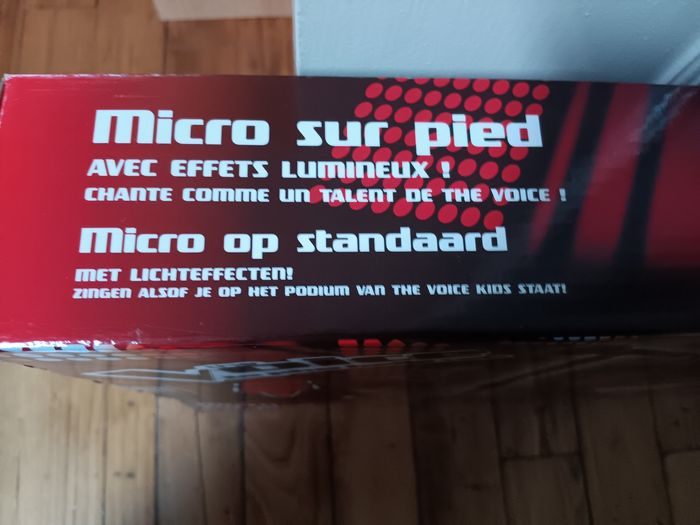 Micro sur pied
AVEC EFFETS LUMINEUX !
CHANTE COMME UN TALENT DE THE VOICE !
Micro op standaard
MET LICHTEFFECTEN!
ZINGEN ALSOF JE OP HET PODIUM VAN THE VOICE KIDS STAAT!